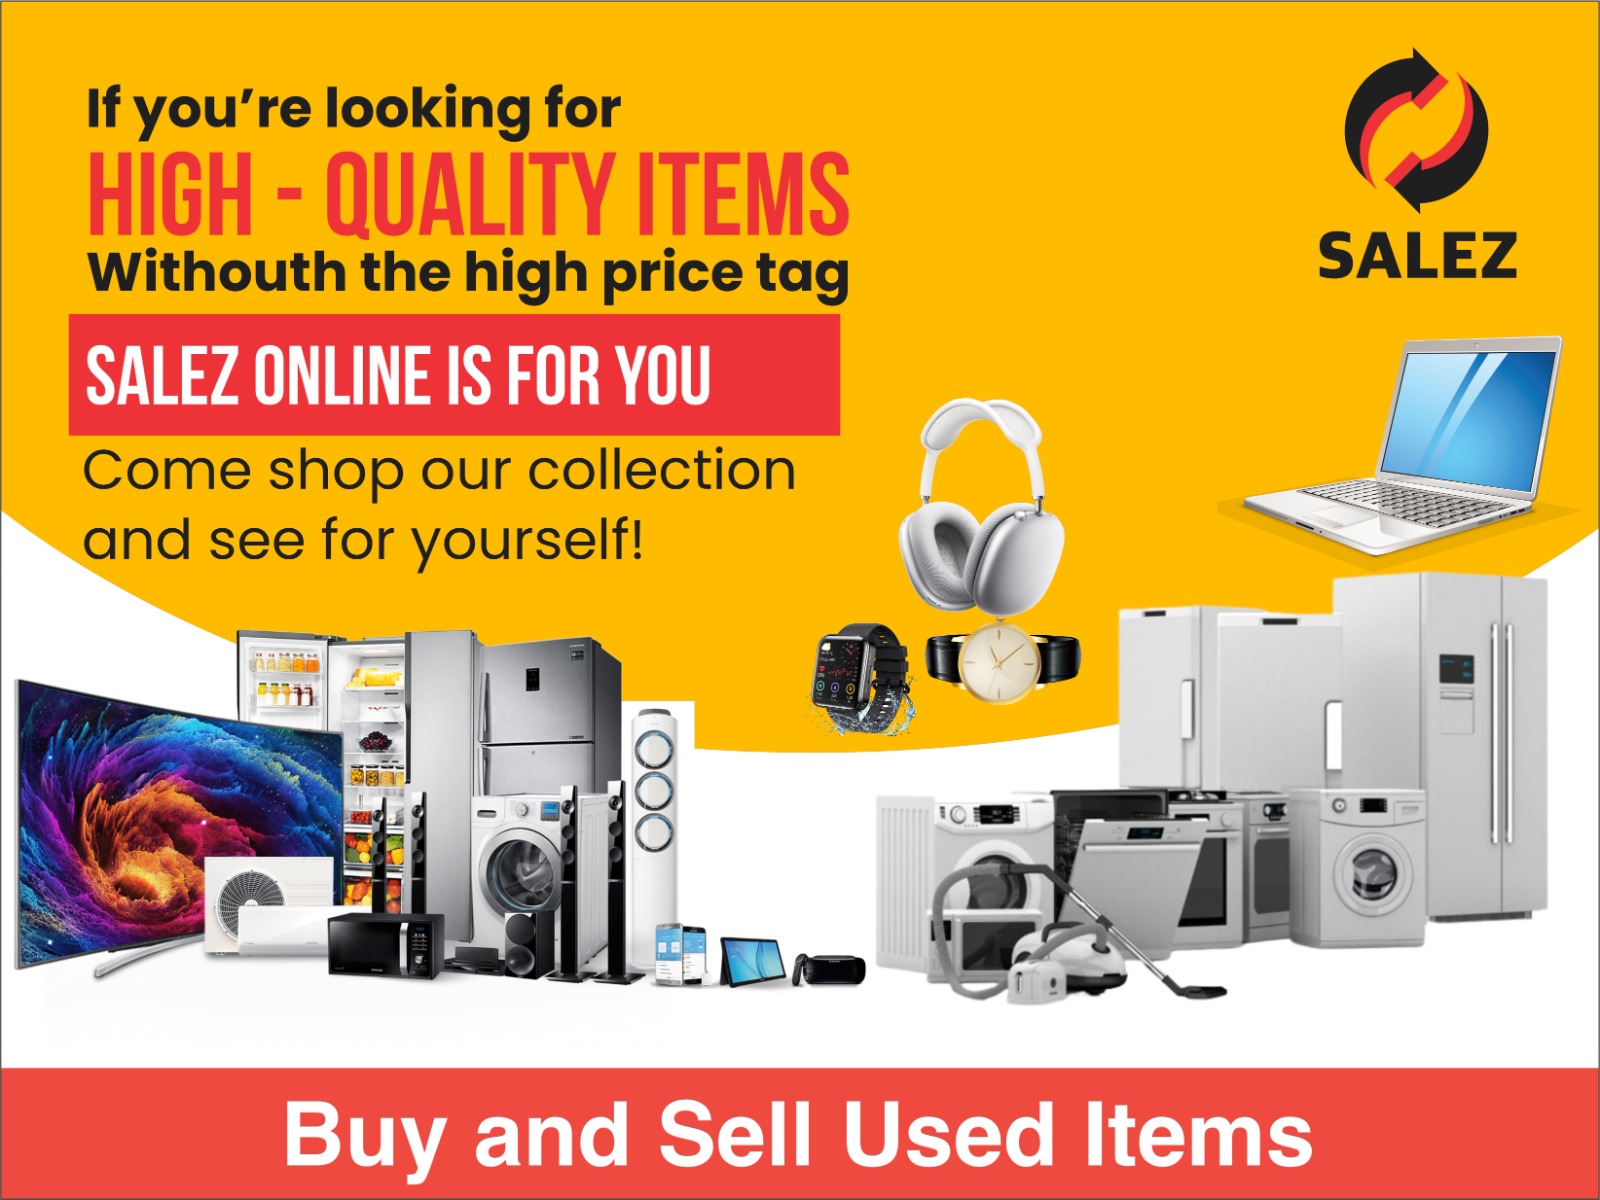 If you're looking for
HIGH - QUALITY ITEMS
Withouth the high price tag
SALEZ ONLINE IS FOR YOU
Come shop our collection
and see for yourself!
SALEZ
Buy and Sell Used Items